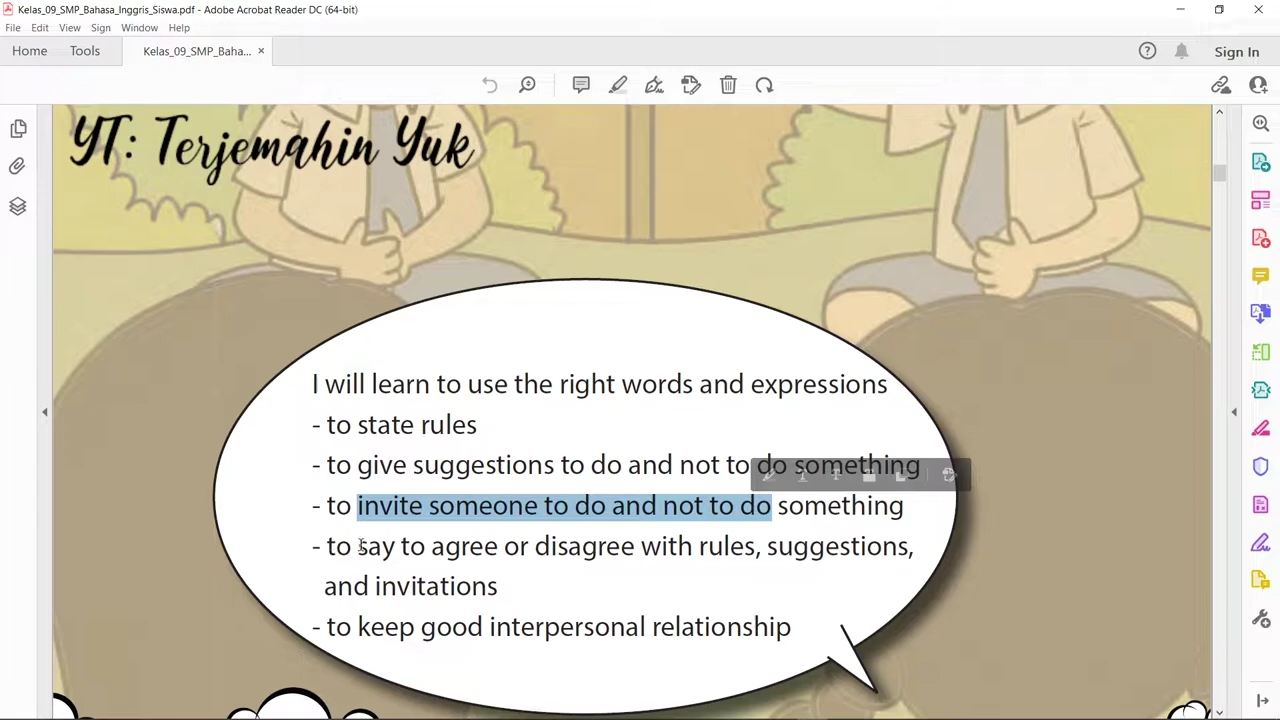 Kelas_09_SMP_Bahasa_Inggris_Siswa.pdf - Adobe Acrobat Reader DC (64-bit)
File Edit View Sign Window Help
Home Tools Kelas_09_SMP_Baha... × Sign In
YT: Terjemahin Yuk
I will learn to use the right words and expressions
- to state rules
- to give suggestions to do and not to do something
- to invite someone to do and not to do something
- to say to agree or disagree with rules, suggestions,
and invitations
- to keep good interpersonal relationship